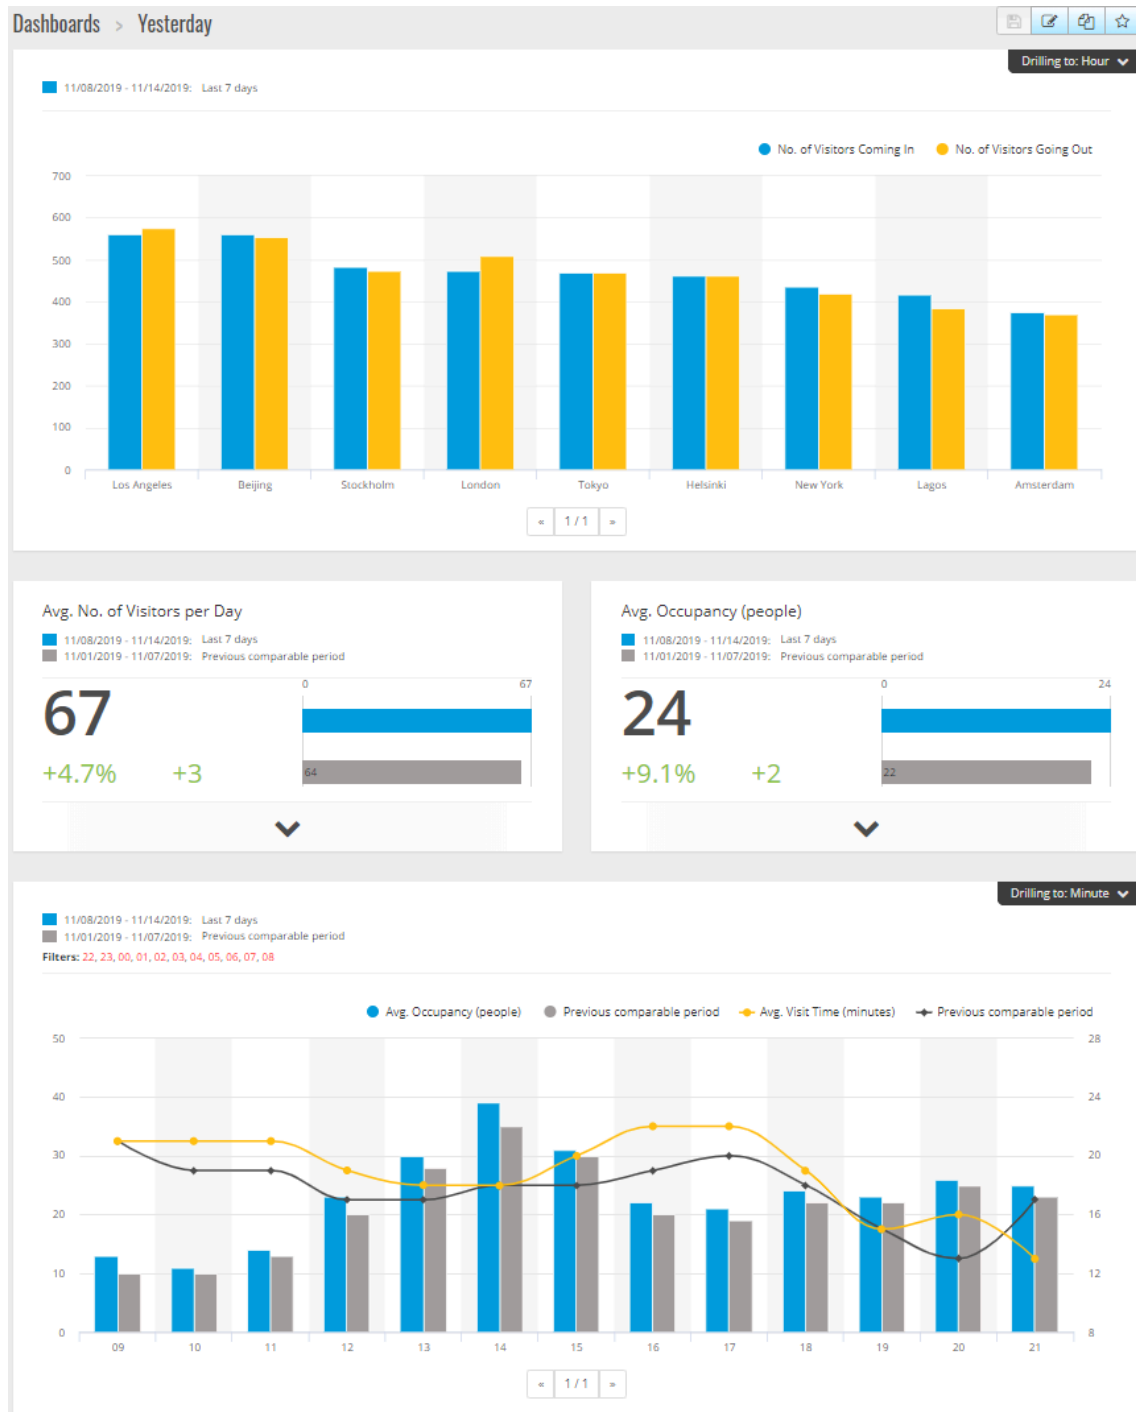 Dashboards > Yesterday
Drilling to: Hour
11/08/2019 - 11/14/2019: Last 7 days
No. of Visitors Coming In No. of Visitors Going Out
700
600
500
400
300
200
100
0
Los Angeles Beijing Stockholm London Tokyo Helsinki New York Lagos Amsterdam
« 1 / 1 »
Avg. No. of Visitors per Day
11/08/2019 - 11/14/2019: Last 7 days
11/01/2019 - 11/07/2019: Previous comparable period
0 67
67
+4.7% +3
64
Avg. Occupancy (people)
11/08/2019 - 11/14/2019: Last 7 days
11/01/2019 - 11/07/2019: Previous comparable period
0 24
24
+9.1% +2
22
Drilling to: Minute
11/08/2019 - 11/14/2019: Last 7 days
11/01/2019 - 11/07/2019: Previous comparable period
Filters: 22, 23, 00, 01, 02, 03, 04, 05, 06, 07, 08
Avg. Occupancy (people) Previous comparable period Avg. Visit Time (minutes) Previous comparable period
50 28
40 24
30 20
20 16
10 12
0 8
09 10 11 12 13 14 15 16 17 18 19 20 21
« 1 / 1 »